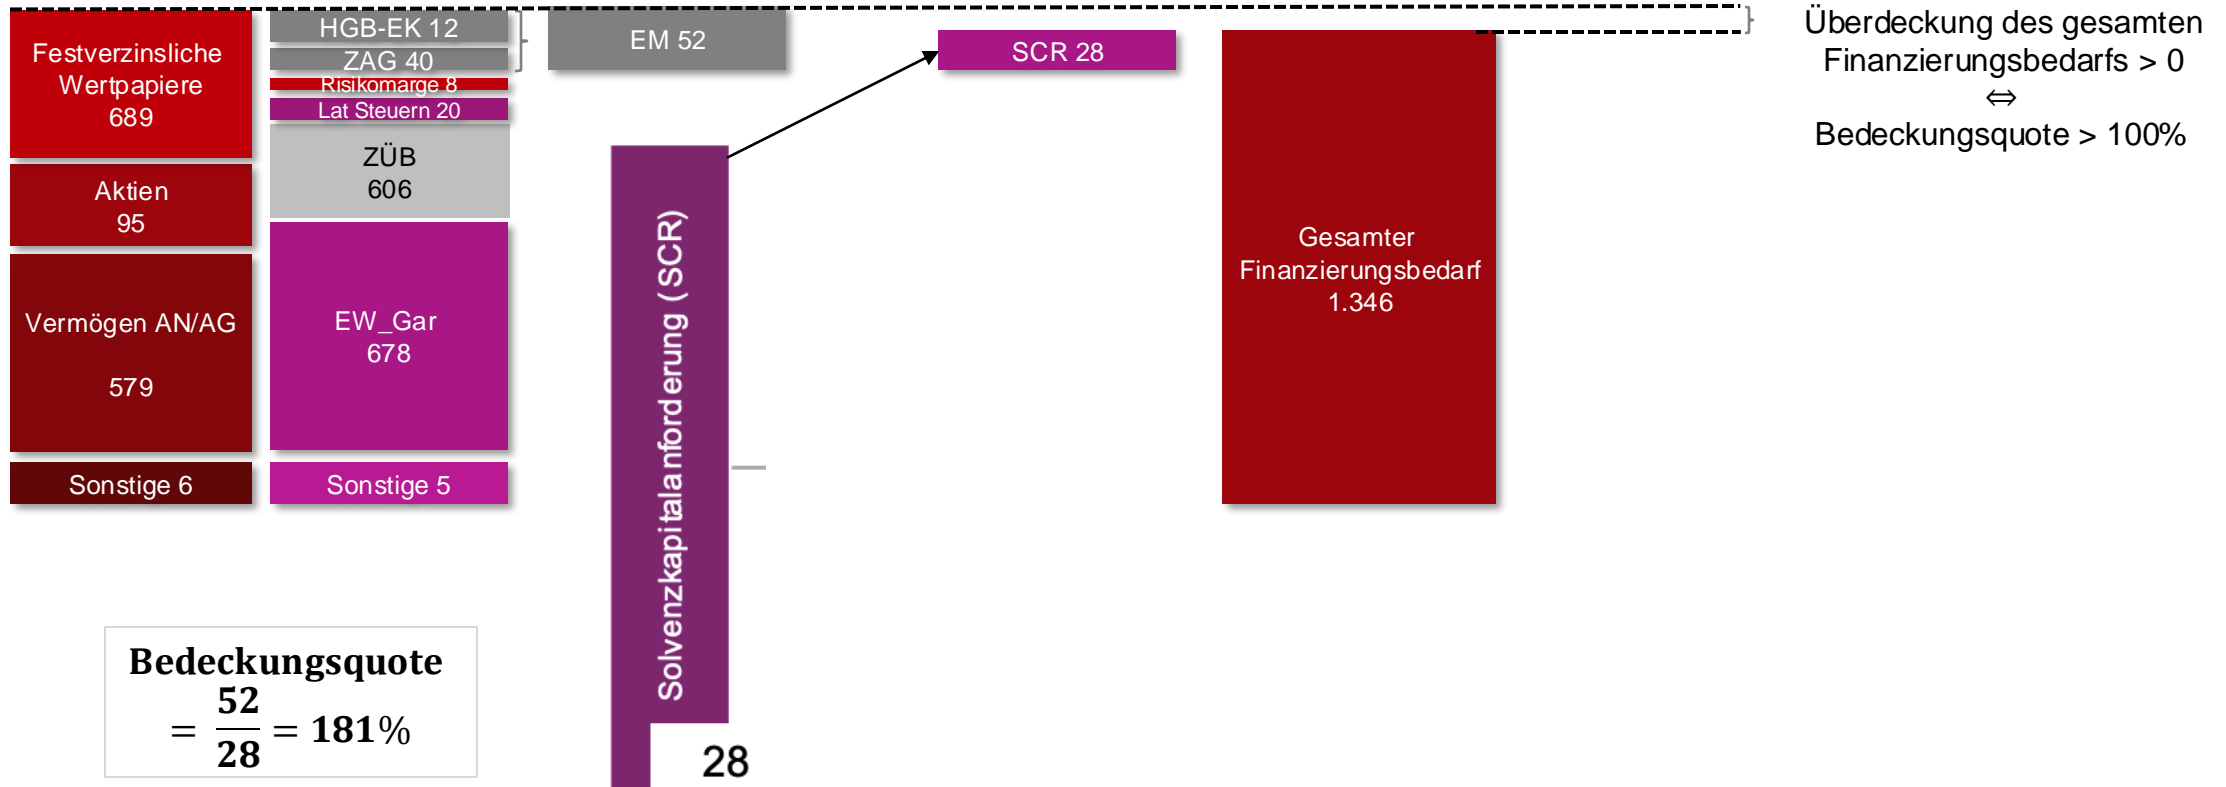 Festverzinsliche
Wertpapiere
689
Aktien
95
Vermögen AN/AG
579
Sonstige 6
HGB-EK 12
ZAG 40
Risikomarge 8
Lat Steuern 20
ZÜB
606
EW_Gar
678
Sonstige 5
EM 52
Solvenzkapitalanforderung (SCR)
28
SCR 28
Gesamter
Finanzierungsbedarf
1.346
Überdeckung des gesamten
Finanzierungsbedarfs > 0
⇔
Bedeckungsquote > 100%
Bedeckungsquote
= 52/28 = 181%